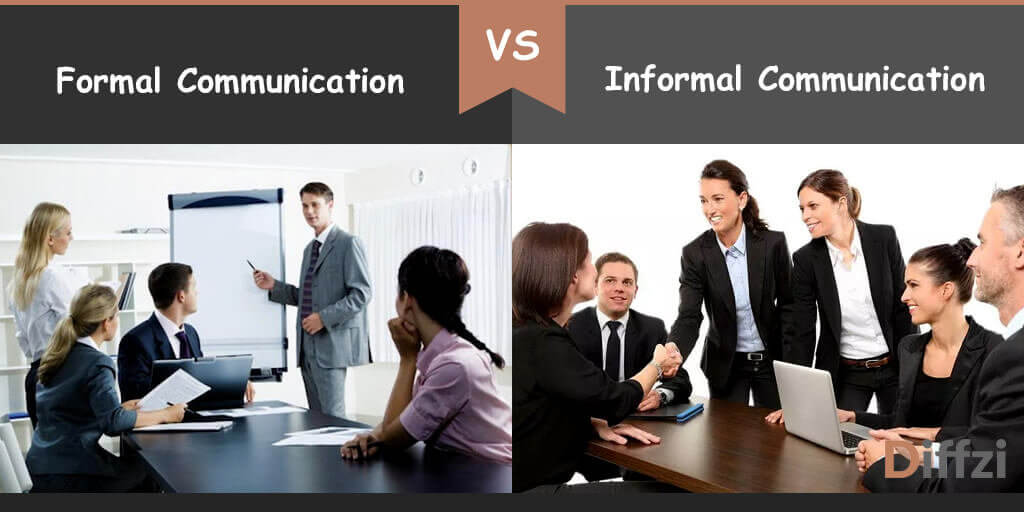 VS
Formal Communication
Informal Communication
Diffzi